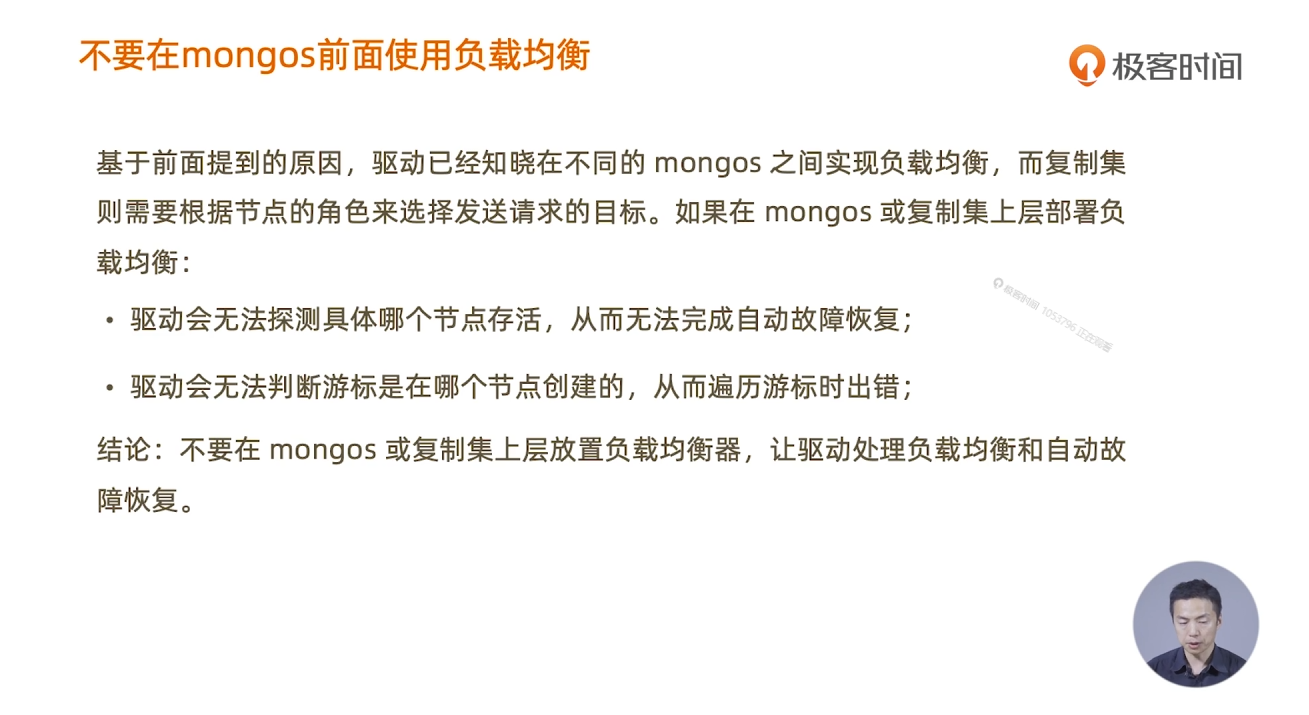 不要在mongos前面使用负载均衡
极客时间
基于前面提到的原因，驱动已经知晓在不同的 mongos 之间实现负载均衡，而复制集
则需要根据节点的角色来选择发送请求的目标。如果在 mongos 或复制集上层部署负
载均衡：
• 驱动会无法探测具体哪个节点存活，从而无法完成自动故障恢复；
极客时间 1053796 正在观看
• 驱动会无法判断游标是在哪个节点创建的，从而遍历游标时出错；
结论：不要在 mongos 或复制集上层放置负载均衡器，让驱动处理负载均衡和自动故
障恢复。